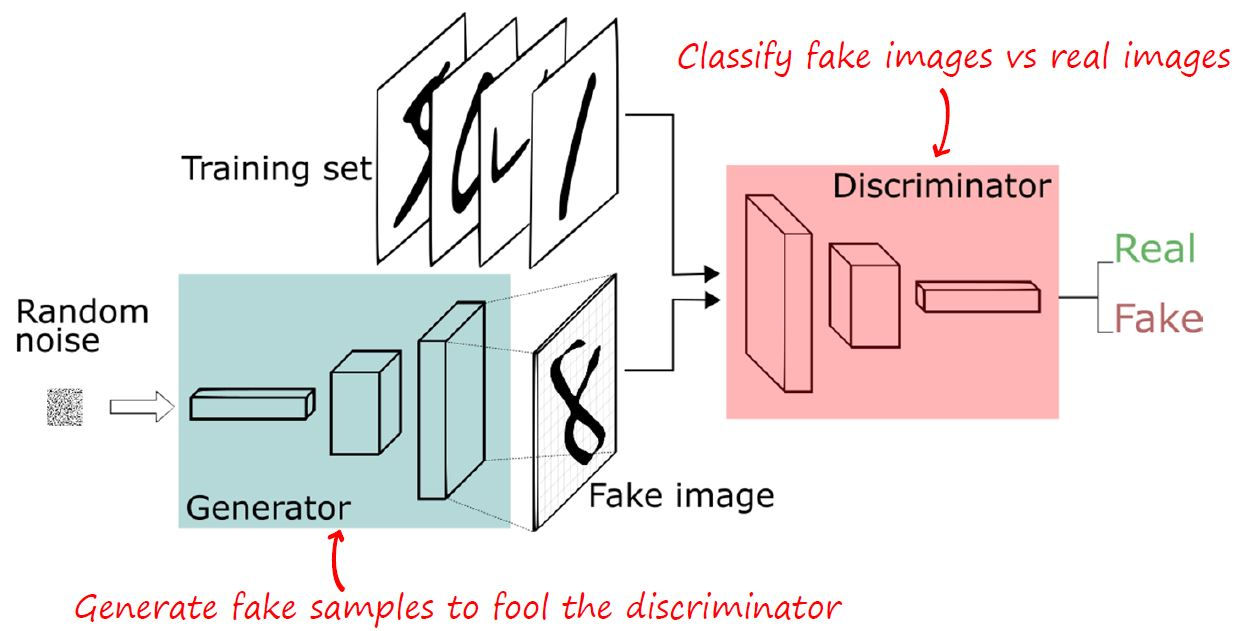 Classify fake images vs real images
Training set
Discriminator
Real
Fake
Random
noise
8
Generator
Fake image
Generate fake samples to fool the discriminator